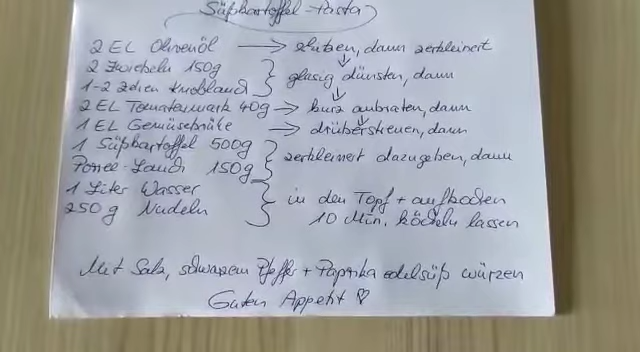 Süßkartoffel-Pasta
2 EL Olivenöl → erhitzen, dann zerkleinert
2 Zwiebeln 150g
1-2 Zehen Knoblauch } glasig dünsten, dann
2 EL Tomatenmark 40g → kurz anbraten, dann
1 EL Gemüsebrühe → drüberstreuen, dann
1 Süßkartoffel 500g
Porree-Lauch 150g } zerkleinert dazugeben, dann
1 Liter Wasser
250 g Nudeln } in den Topf + aufkochen
10 Min. köcheln lassen
Mit Salz, schwarzem Pfeffer + Paprika edelsüß würzen
Guten Appetit ♡